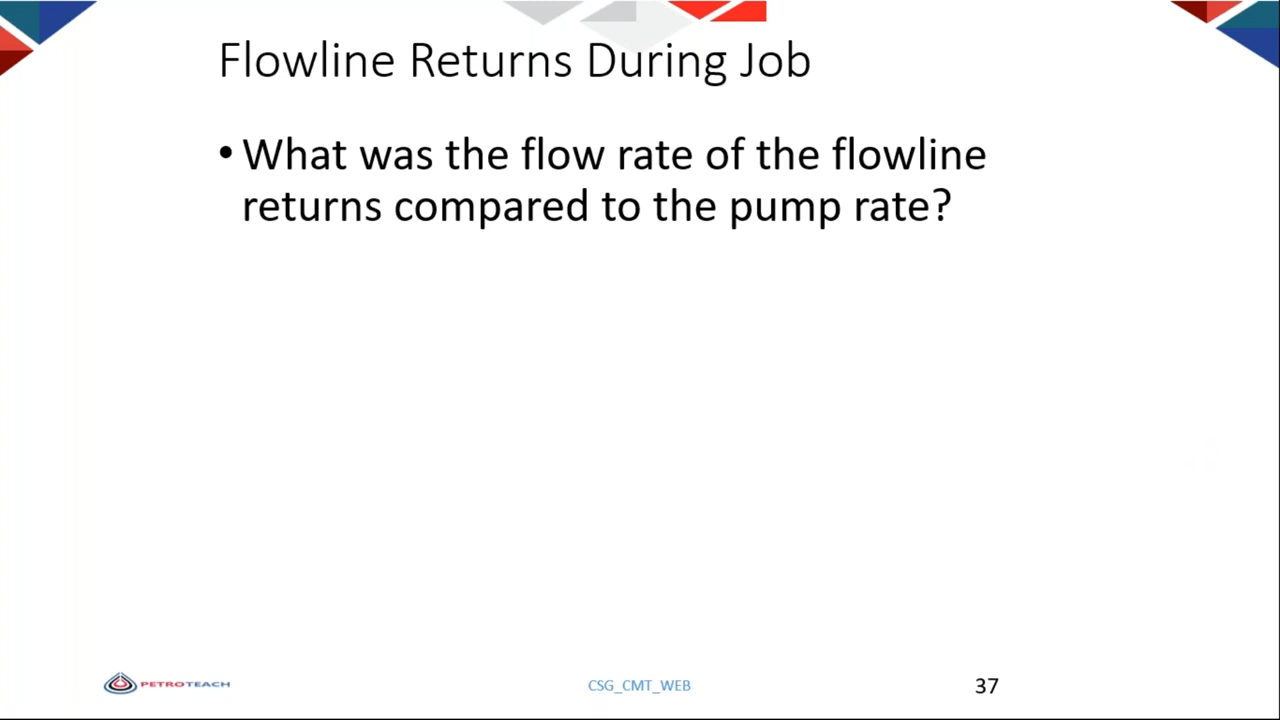 Flowline Returns During Job
• What was the flow rate of the flowline
returns compared to the pump rate?
PETROTEACH
CSG_CMT_WEB
37